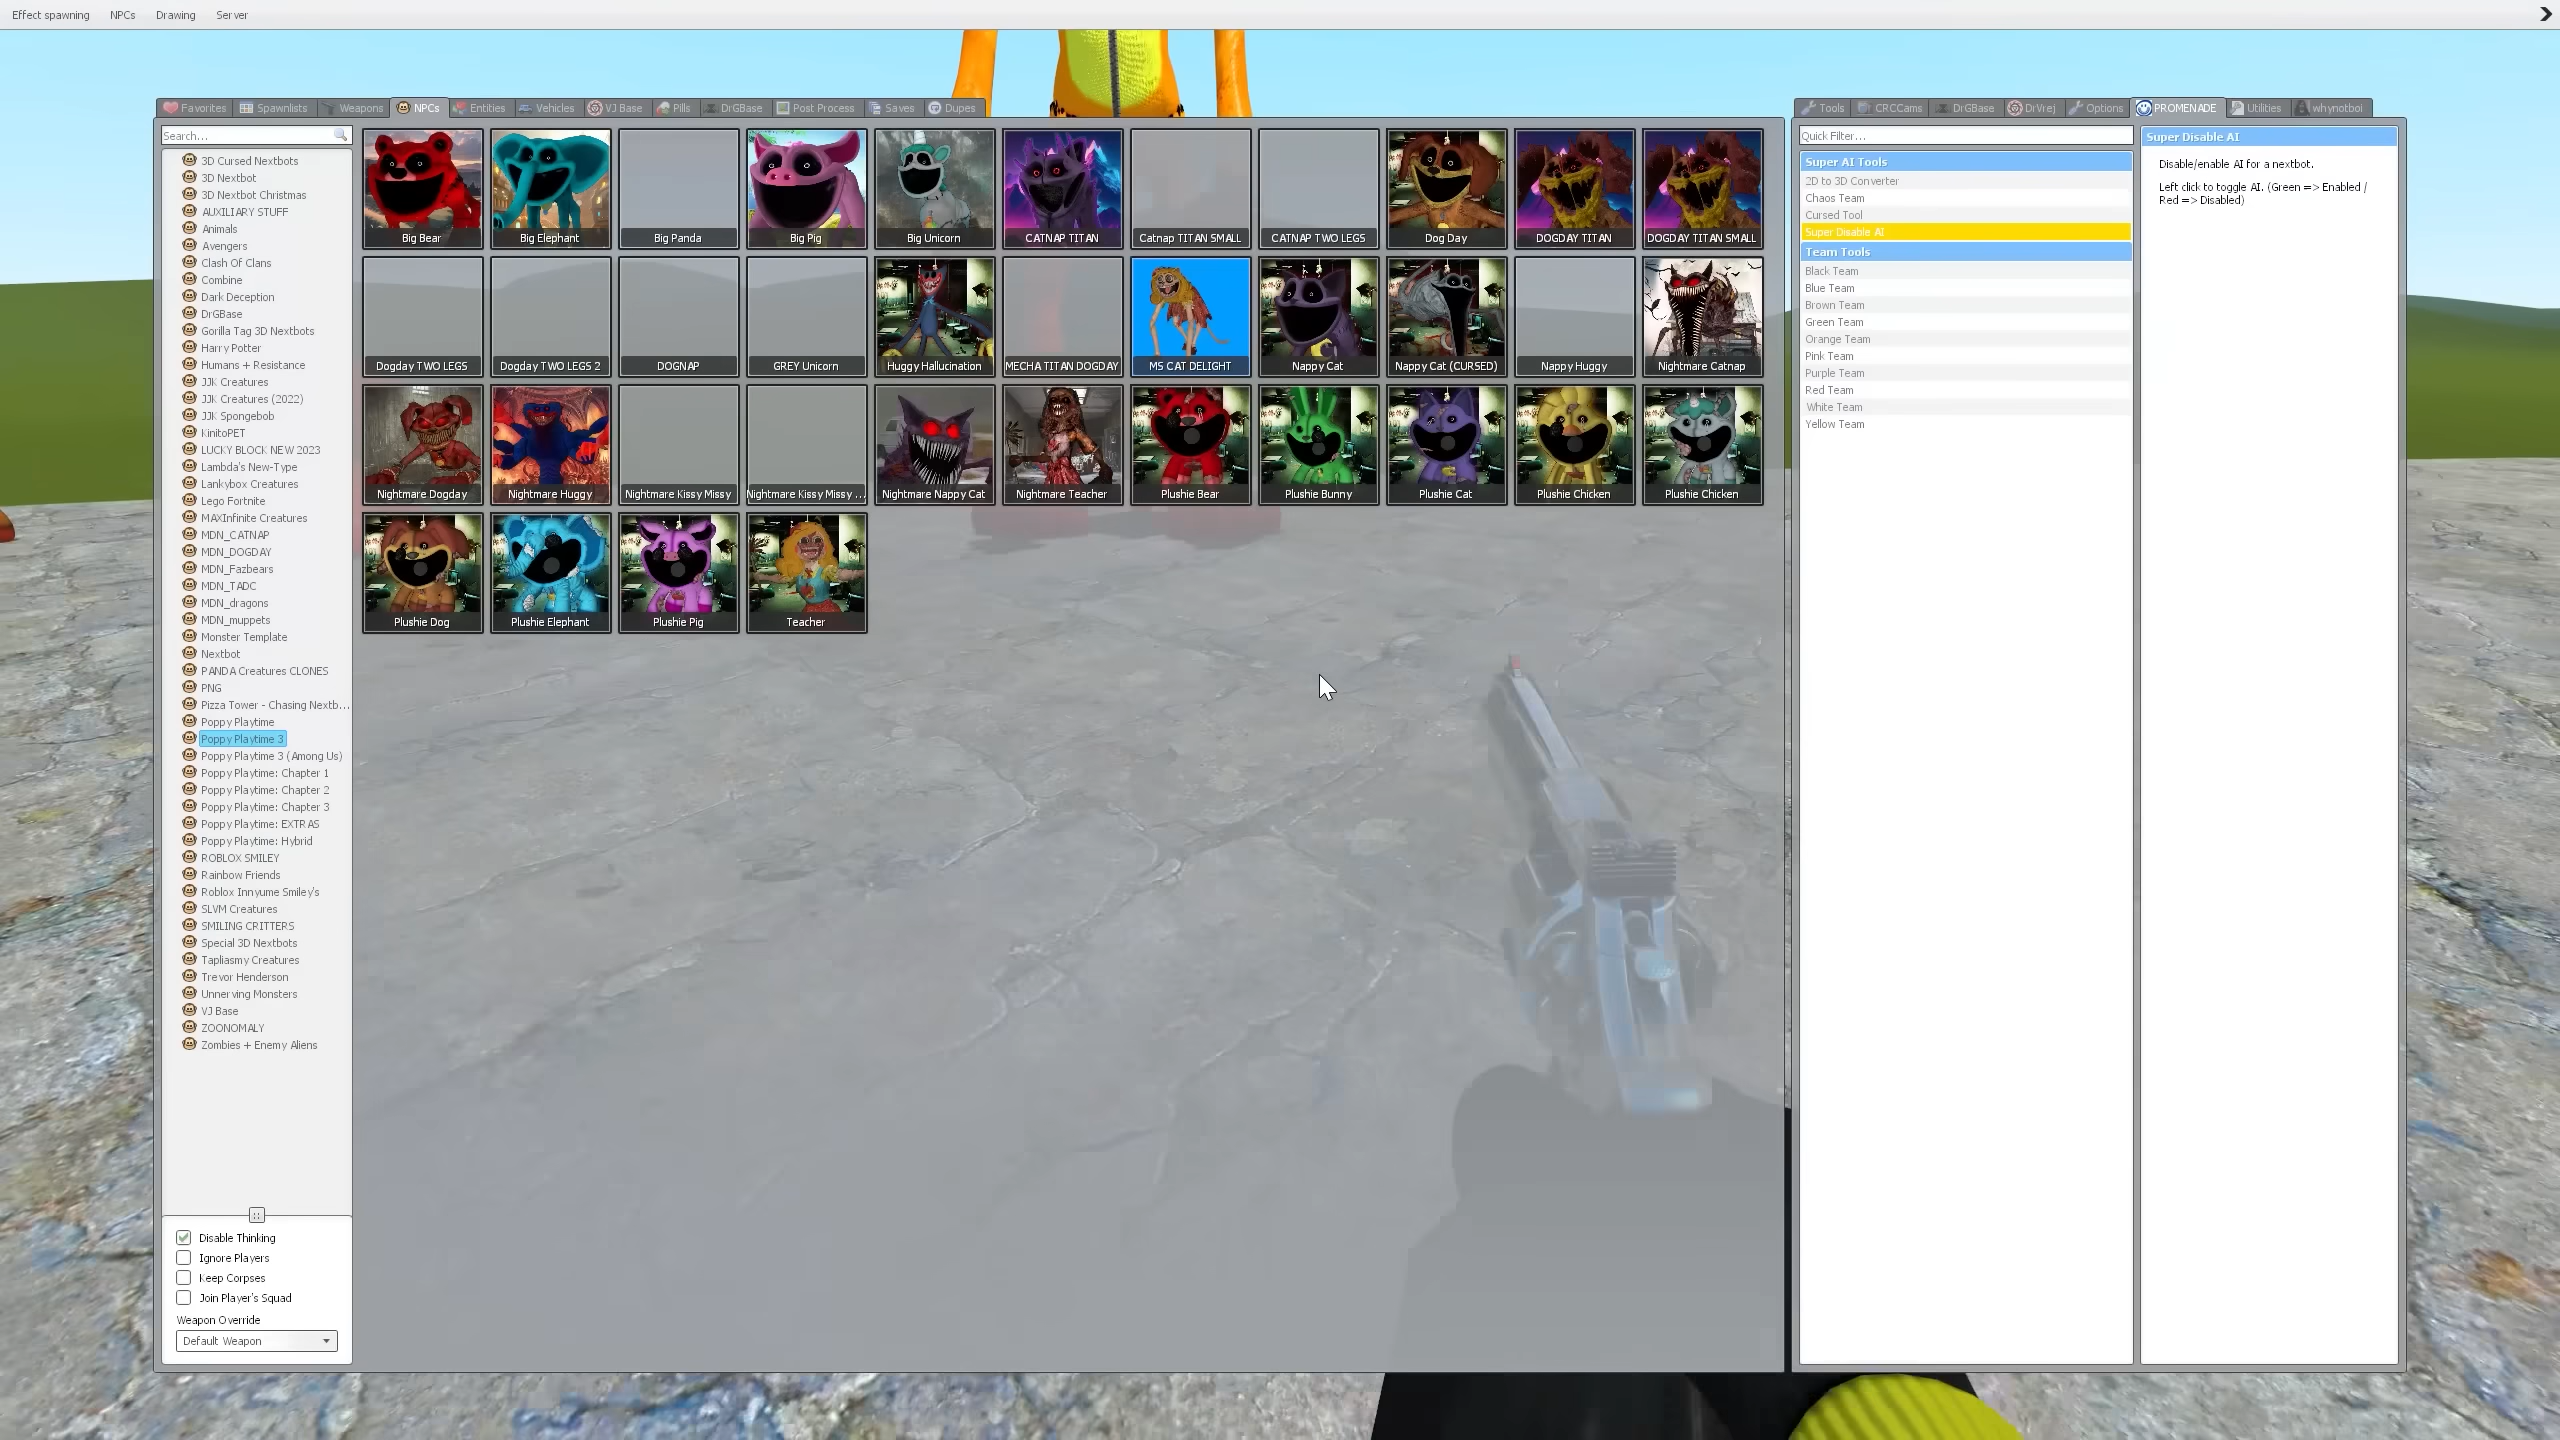 Effect spawning NPCs Drawing Server
Favorites Spawnlists Weapons NPCs Entities Vehicles VJ Base Pills DrGBase Post Process Saves Dupes
Search...
3D Cursed Nextbots
3D Nextbot
3D Nextbot Christmas
AUXILIARY STUFF
Animals
Avengers
Clash Of Clans
Combine
Dark Deception
DrGBase
Gorilla Tag 3D Nextbots
Harry Potter
Humans + Resistance
JJK Creatures
JJK Creatures (2022)
JJK Spongebob
KinitoPET
LUCKY BLOCK NEW 2023
Lambda's New-Type
Lankybox Creatures
Lego Fortnite
MAXInfinite Creatures
MDN_CATNAP
MDN_DOGDAY
MDN_Fazbears
MDN_TADC
MDN_dragons
MDN_muppets
Monster Template
Nextbot
PANDA Creatures CLONES
PNG
Pizza Tower - Chasing Nextb...
Poppy Playtime
Poppy Playtime 3
Poppy Playtime 3 (Among Us)
Poppy Playtime: Chapter 1
Poppy Playtime: Chapter 2
Poppy Playtime: Chapter 3
Poppy Playtime: EXTRAS
Poppy Playtime: Hybrid
ROBLOX SMILEY
Rainbow Friends
Roblox Innyume Smiley's
SLVM Creatures
SMILING CRITTERS
Special 3D Nextbots
Tapliasmy Creatures
Trevor Henderson
Unnerving Monsters
VJ Base
ZOONOMALY
Zombies + Enemy Aliens
Disable Thinking
Ignore Players
Keep Corpses
Join Player's Squad
Weapon Override
Default Weapon
Big Bear Big Elephant Big Panda Big Pig Big Unicorn CATNAP TITAN Catnap TITAN SMALL CATNAP TWO LEGS Dog Day DOGDAY TITAN DOGDAY TITAN SMALL
Dogday TWO LEGS Dogday TWO LEGS 2 DOGNAP GREY Unicorn Huggy Hallucination MECHA TITAN DOGDAY MS CAT DELIGHT Nappy Cat Nappy Cat (CURSED) Nappy Huggy Nightmare Catnap
Nightmare Dogday Nightmare Huggy Nightmare Kissy Missy Nightmare Kissy Missy ... Nightmare Nappy Cat Nightmare Teacher Plushie Bear Plushie Bunny Plushie Cat Plushie Chicken Plushie Chicken
Plushie Dog Plushie Elephant Plushie Pig Teacher
Tools CRCCams DrGBase DrVrej Options PROMENADE Utilities whynotboi
Quick Filter...
Super AI Tools
2D to 3D Converter
Chaos Team
Cursed Tool
Super Disable AI
Team Tools
Black Team
Blue Team
Brown Team
Green Team
Orange Team
Pink Team
Purple Team
Red Team
White Team
Yellow Team
Super Disable AI
Disable/enable AI for a nextbot.
Left click to toggle AI. (Green => Enabled /
Red => Disabled)